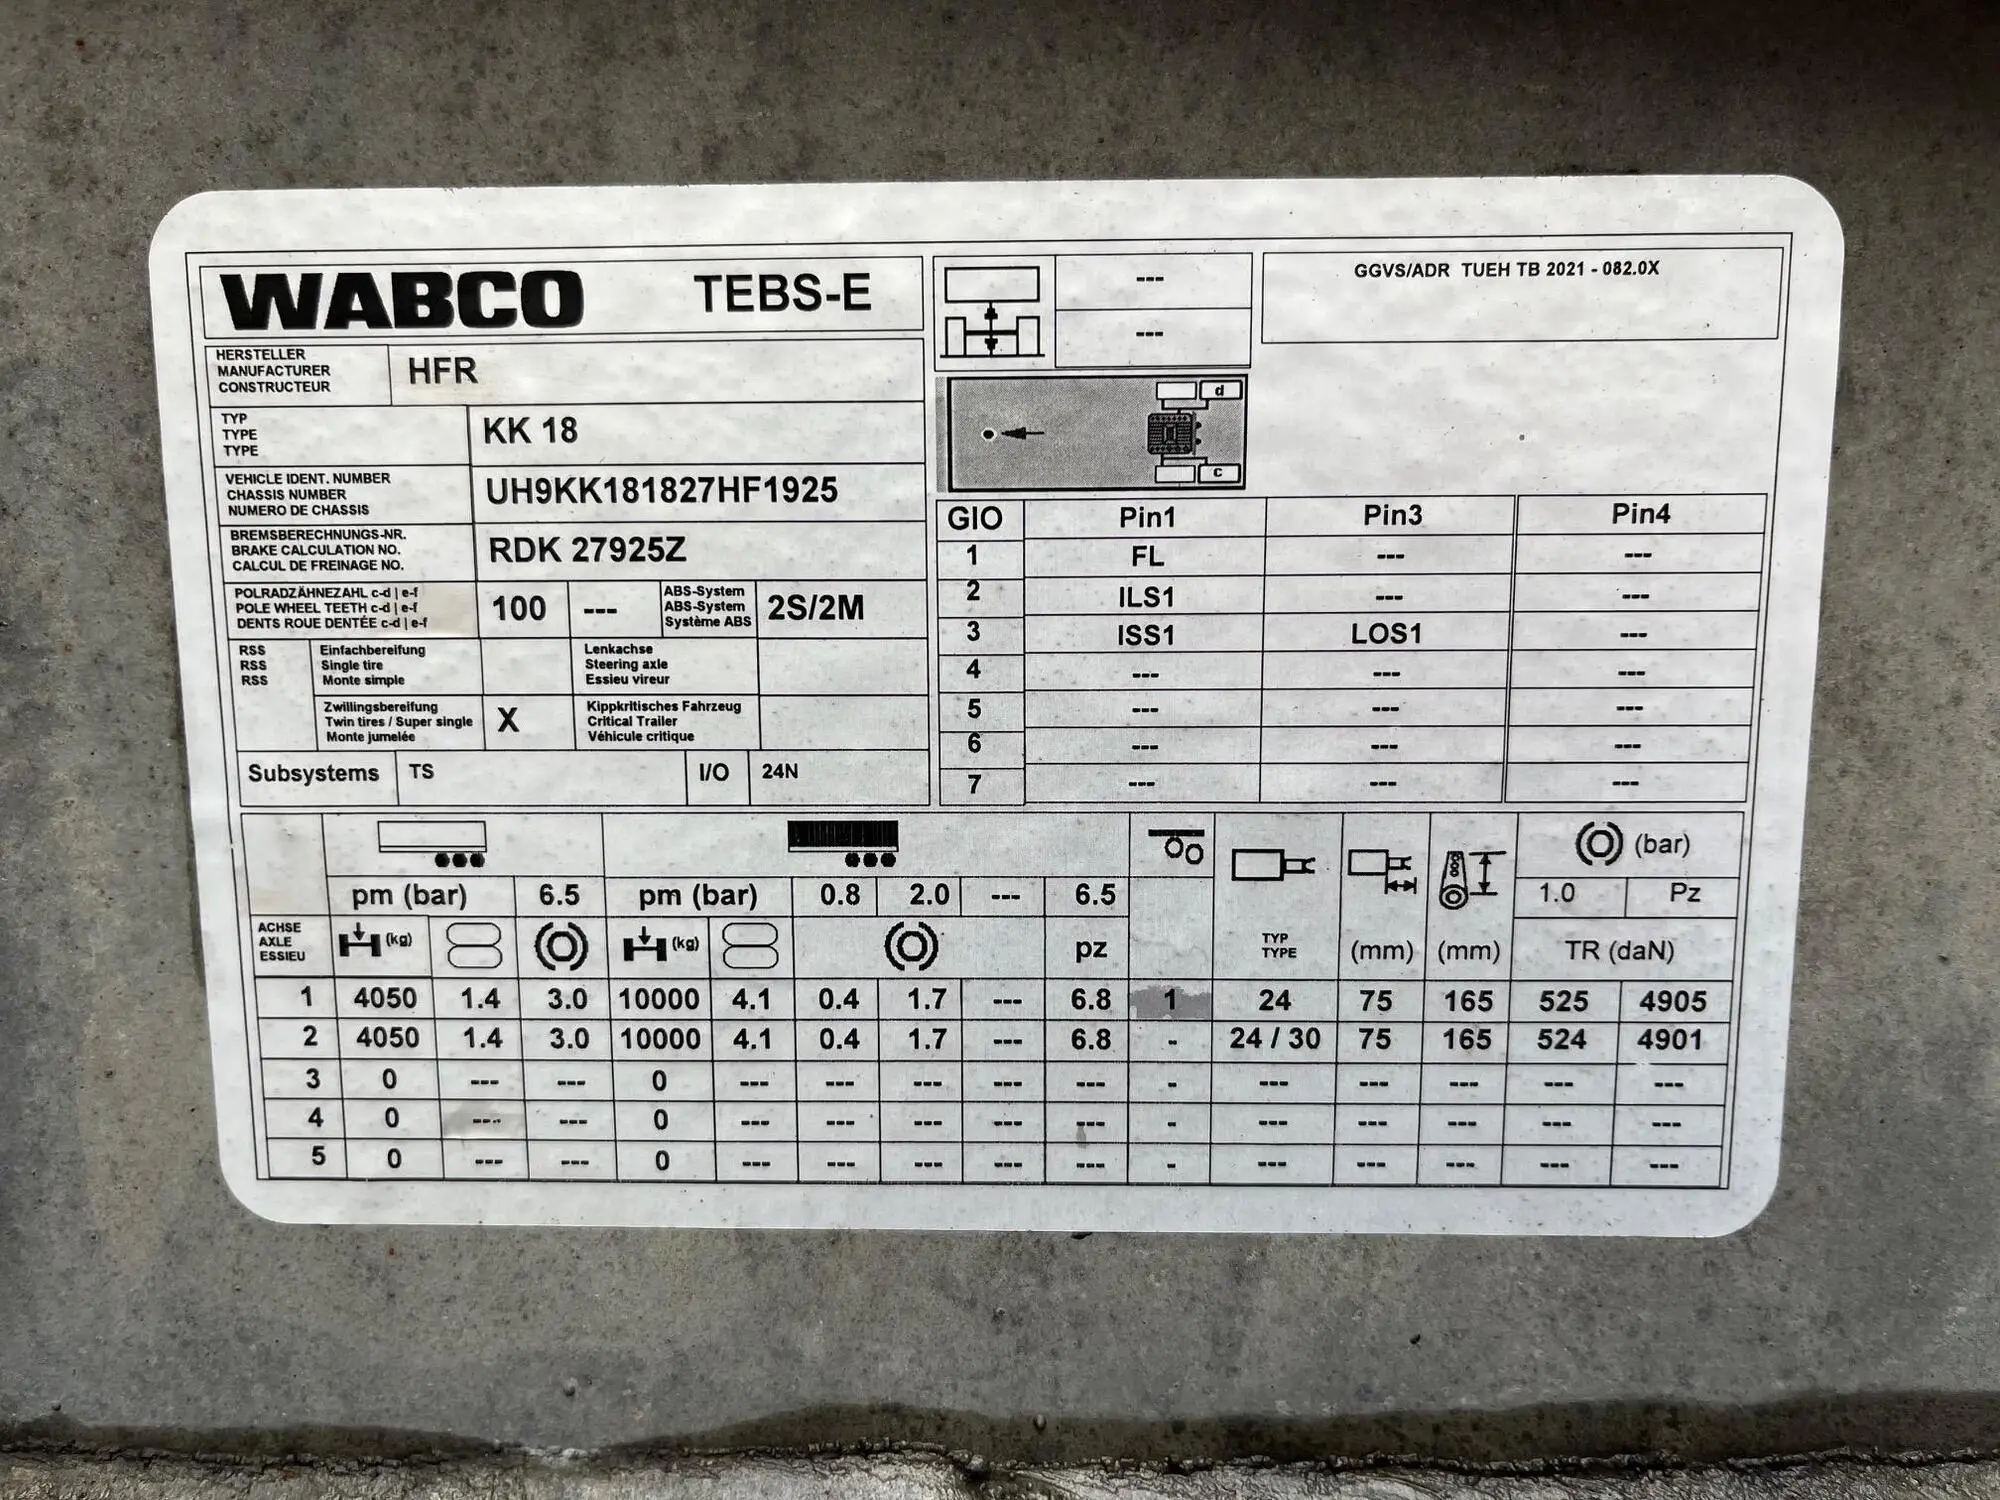 WABCO TEBS-E
HERSTELLER
MANUFACTURER
CONSTRUCTEUR
HFR
TYP
TYPE
TYPE
KK 18
VEHICLE IDENT. NUMBER
CHASSIS NUMBER
NUMERO DE CHASSIS
UH9KK181827HF1925
BREMSBERECHNUNGS-NR.
BRAKE CALCULATION NO.
CALCUL DE FREINAGE NO.
RDK 27925Z
POLRADZÄHNEZAHL c-d | e-f
POLE WHEEL TEETH c-d | e-f
DENTS ROUE DENTÉE c-d | e-f
100 ---
ABS-System
ABS-System
Système ABS
2S/2M
RSS
RSS
RSS
Einfachbereifung
Single tire
Monte simple
Lenkachse
Steering axle
Essieu vireur
Zwillingsbereifung
Twin tires / Super single
Monte jumelée
X
Kippkritisches Fahrzeug
Critical Trailer
Véhicule critique
Subsystems TS I/O 24N
---
---
GGVS/ADR TUEH TB 2021 - 082.0X
d
c
GIO Pin1 Pin3 Pin4
1 FL --- ---
2 ILS1 --- ---
3 ISS1 LOS1 ---
4 --- --- ---
5 --- --- ---
6 --- --- ---
7 --- --- ---
(bar)
pm (bar) 6.5 pm (bar) 0.8 2.0 --- 6.5 1.0 Pz
ACHSE
AXLE
ESSIEU
(kg) (kg) pz
TYP
TYPE
(mm) (mm) TR (daN)
1 4050 1.4 3.0 10000 4.1 0.4 1.7 --- 6.8 1 24 75 165 525 4905
2 4050 1.4 3.0 10000 4.1 0.4 1.7 --- 6.8 - 24 / 30 75 165 524 4901
3 0 --- --- 0 --- --- --- --- --- - --- --- --- --- ---
4 0 --- --- 0 --- --- --- --- --- - --- --- --- --- ---
5 0 --- --- 0 --- --- --- --- --- - --- --- --- --- ---